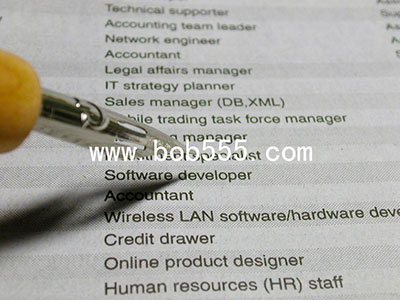 Technical supporter
Accounting team leader
Network engineer
Accountant
Legal affairs manager
IT strategy planner
Sales manager (DB,XML)
trading task force manager
manager
www.bob555.com
specialist
Software developer
Accountant
Wireless LAN software/hardware deve
Credit drawer
Online product designer
Human resources (HR) staff